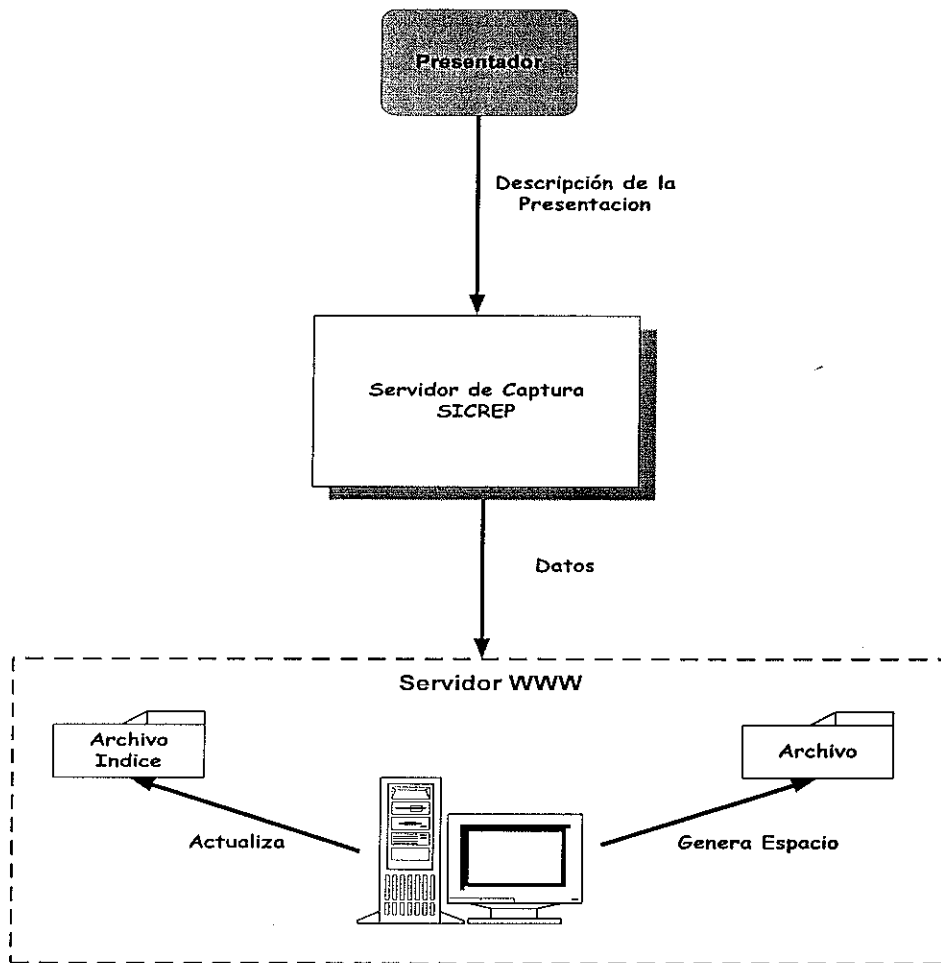 Presentador
Descripción de la
Presentacion
Servidor de Captura
SICREP
Datos
Servidor WWW
Archivo
Indice
Archivo
Actualiza
Genera Espacio